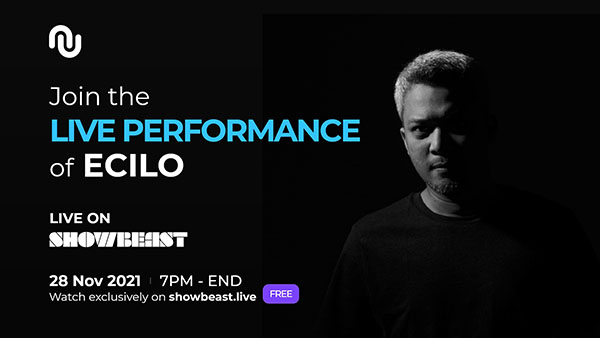 Join the
LIVE PERFORMANCE
of ECILO
LIVE ON
SHOWBEAST
28 Nov 2021 | 7PM - END
Watch exclusively on showbeast.live FREE